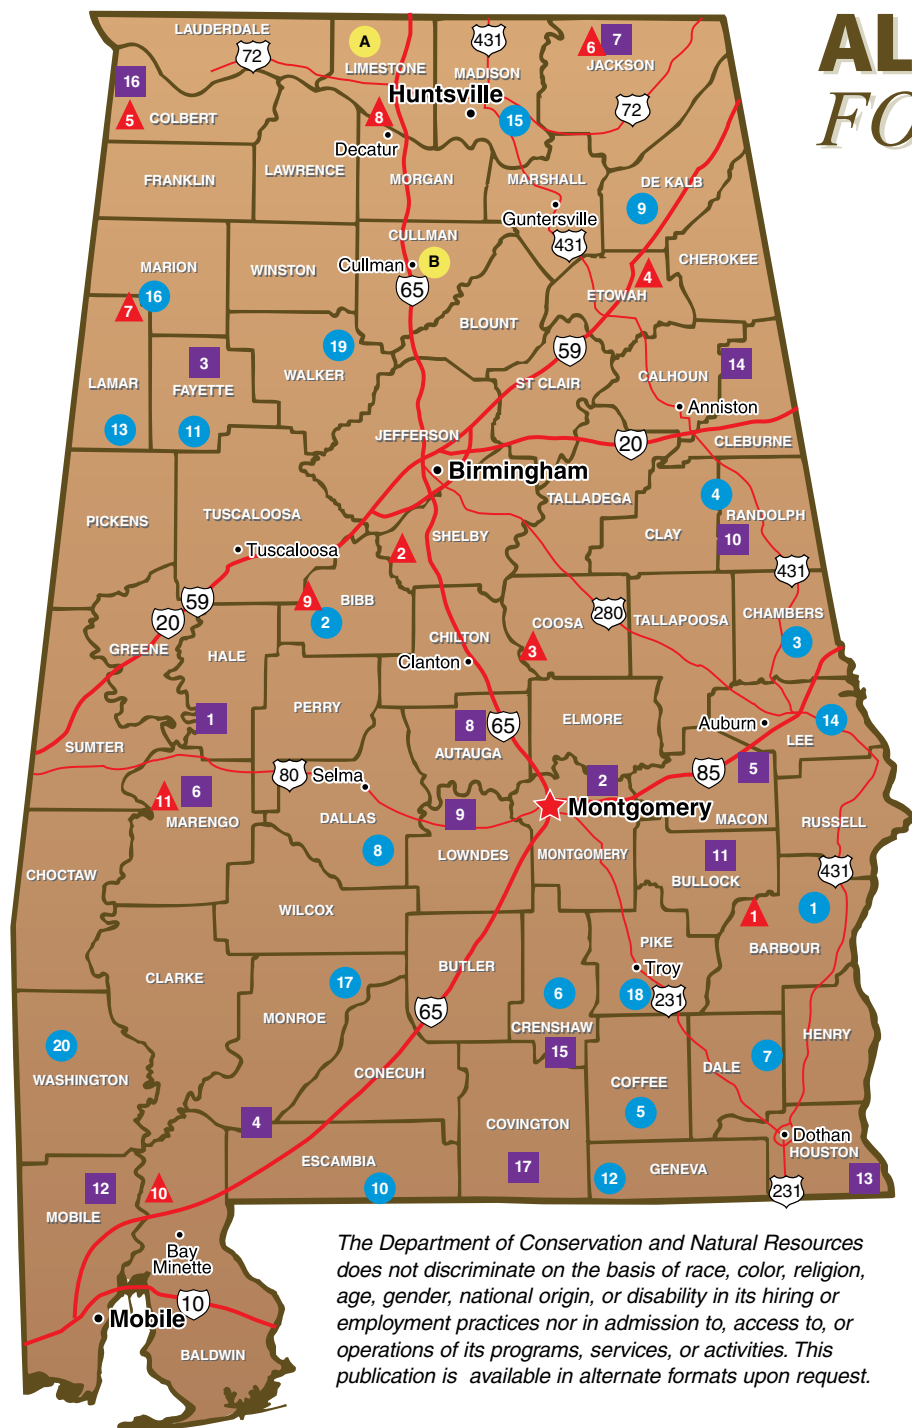 AL
FO
LAUDERDALE
72
A
LIMESTONE
431
MADISON
6
7
JACKSON
16
5
COLBERT
8
Huntsville
15
72
Decatur
FRANKLIN
LAWRENCE
MORGAN
MARSHALL
DE KALB
9
Guntersville
431
CULLMAN
Cullman
B
65
CHEROKEE
MARION
16
WINSTON
4
ETOWAH
7
BLOUNT
19
WALKER
59
3
FAYETTE
LAMAR
ST CLAIR
CALHOUN
14
13
11
JEFFERSON
Anniston
20
CLEBURNE
Birmingham
TALLADEGA
4
RANDOLPH
PICKENS
TUSCALOOSA
Tuscaloosa
SHELBY
2
CLAY
10
431
59
20
9
BIBB
2
280
TALLAPOOSA
CHAMBERS
3
GREENE
HALE
CHILTON
Clanton
COOSA
3
PERRY
1
8
AUTAUGA
65
ELMORE
Auburn
14
LEE
SUMTER
80
Selma
85
5
2
11
6
MARENGO
DALLAS
9
Montgomery
MACON
RUSSELL
8
LOWNDES
MONTGOMERY
11
BULLOCK
431
CHOCTAW
WILCOX
1
1
BARBOUR
CLARKE
BUTLER
PIKE
Troy
17
MONROE
65
6
CRENSHAW
18
231
20
WASHINGTON
15
DALE
7
HENRY
CONECUH
COFFEE
5
4
COVINGTON
Dothan
HOUSTON
ESCAMBIA
10
17
12
GENEVA
13
231
12
MOBILE
10
Bay
Minette
10
Mobile
BALDWIN
The Department of Conservation and Natural Resources
does not discriminate on the basis of race, color, religion,
age, gender, national origin, or disability in its hiring or
employment practices nor in admission to, access to, or
operations of its programs, services, or activities. This
publication is available in alternate formats upon request.